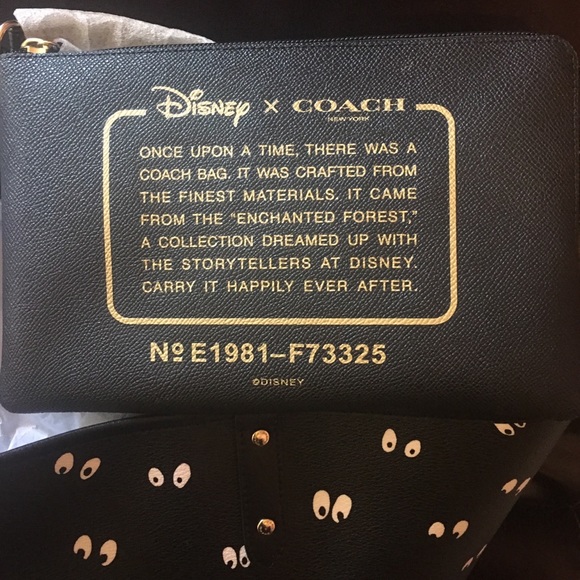 Disney x COACH
NEW YORK
ONCE UPON A TIME, THERE WAS A
COACH BAG. IT WAS CRAFTED FROM
THE FINEST MATERIALS. IT CAME
FROM THE “ENCHANTED FOREST,”
A COLLECTION DREAMED UP WITH
THE STORYTELLERS AT DISNEY.
CARRY IT HAPPILY EVER AFTER.
Nº E1981–F73325
©DISNEY